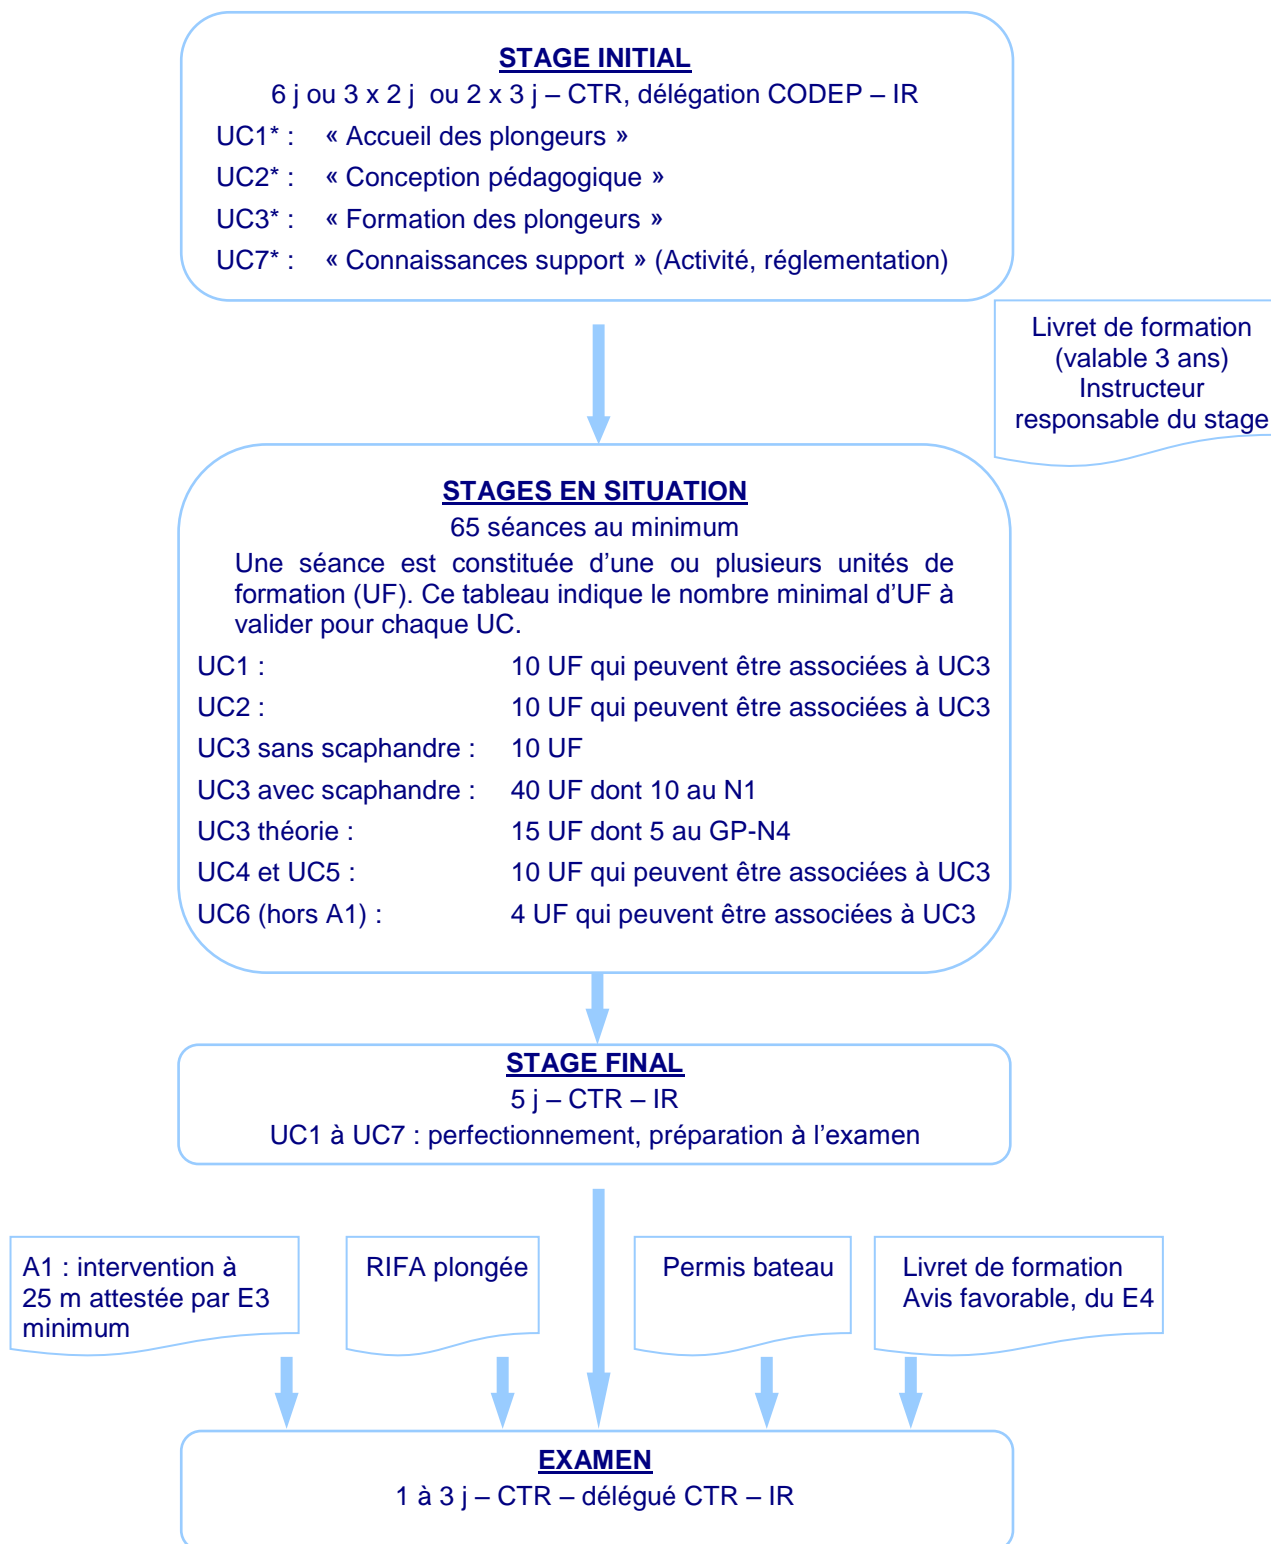 STAGE INITIAL
6 j ou 3 x 2 j ou 2 x 3 j – CTR, délégation CODEP – IR
UC1* : « Accueil des plongeurs »
UC2* : « Conception pédagogique »
UC3* : « Formation des plongeurs »
UC7* : « Connaissances support » (Activité, réglementation)
Livret de formation
(valable 3 ans)
Instructeur
responsable du stage
STAGES EN SITUATION
65 séances au minimum
Une séance est constituée d’une ou plusieurs unités de
formation (UF). Ce tableau indique le nombre minimal d’UF à
valider pour chaque UC.
UC1 : 10 UF qui peuvent être associées à UC3
UC2 : 10 UF qui peuvent être associées à UC3
UC3 sans scaphandre : 10 UF
UC3 avec scaphandre : 40 UF dont 10 au N1
UC3 théorie : 15 UF dont 5 au GP-N4
UC4 et UC5 : 10 UF qui peuvent être associées à UC3
UC6 (hors A1) : 4 UF qui peuvent être associées à UC3
STAGE FINAL
5 j – CTR – IR
UC1 à UC7 : perfectionnement, préparation à l’examen
A1 : intervention à
25 m attestée par E3
minimum
RIFA plongée
Permis bateau
Livret de formation
Avis favorable, du E4
EXAMEN
1 à 3 j – CTR – délégué CTR – IR